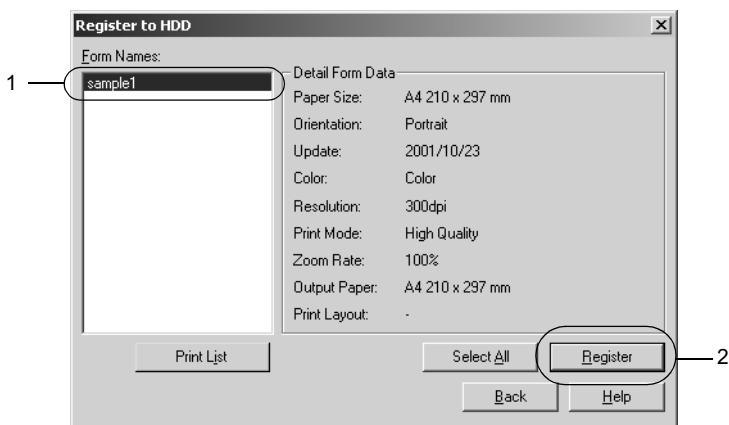 Register to HDD
Form Names:
1
sample1
Detail Form Data
Paper Size: A4 210 x 297 mm
Orientation: Portrait
Update: 2001/10/23
Color: Color
Resolution: 300dpi
Print Mode: High Quality
Zoom Rate: 100%
Output Paper: A4 210 x 297 mm
Print Layout: -
Print List Select All Register 2
Back Help